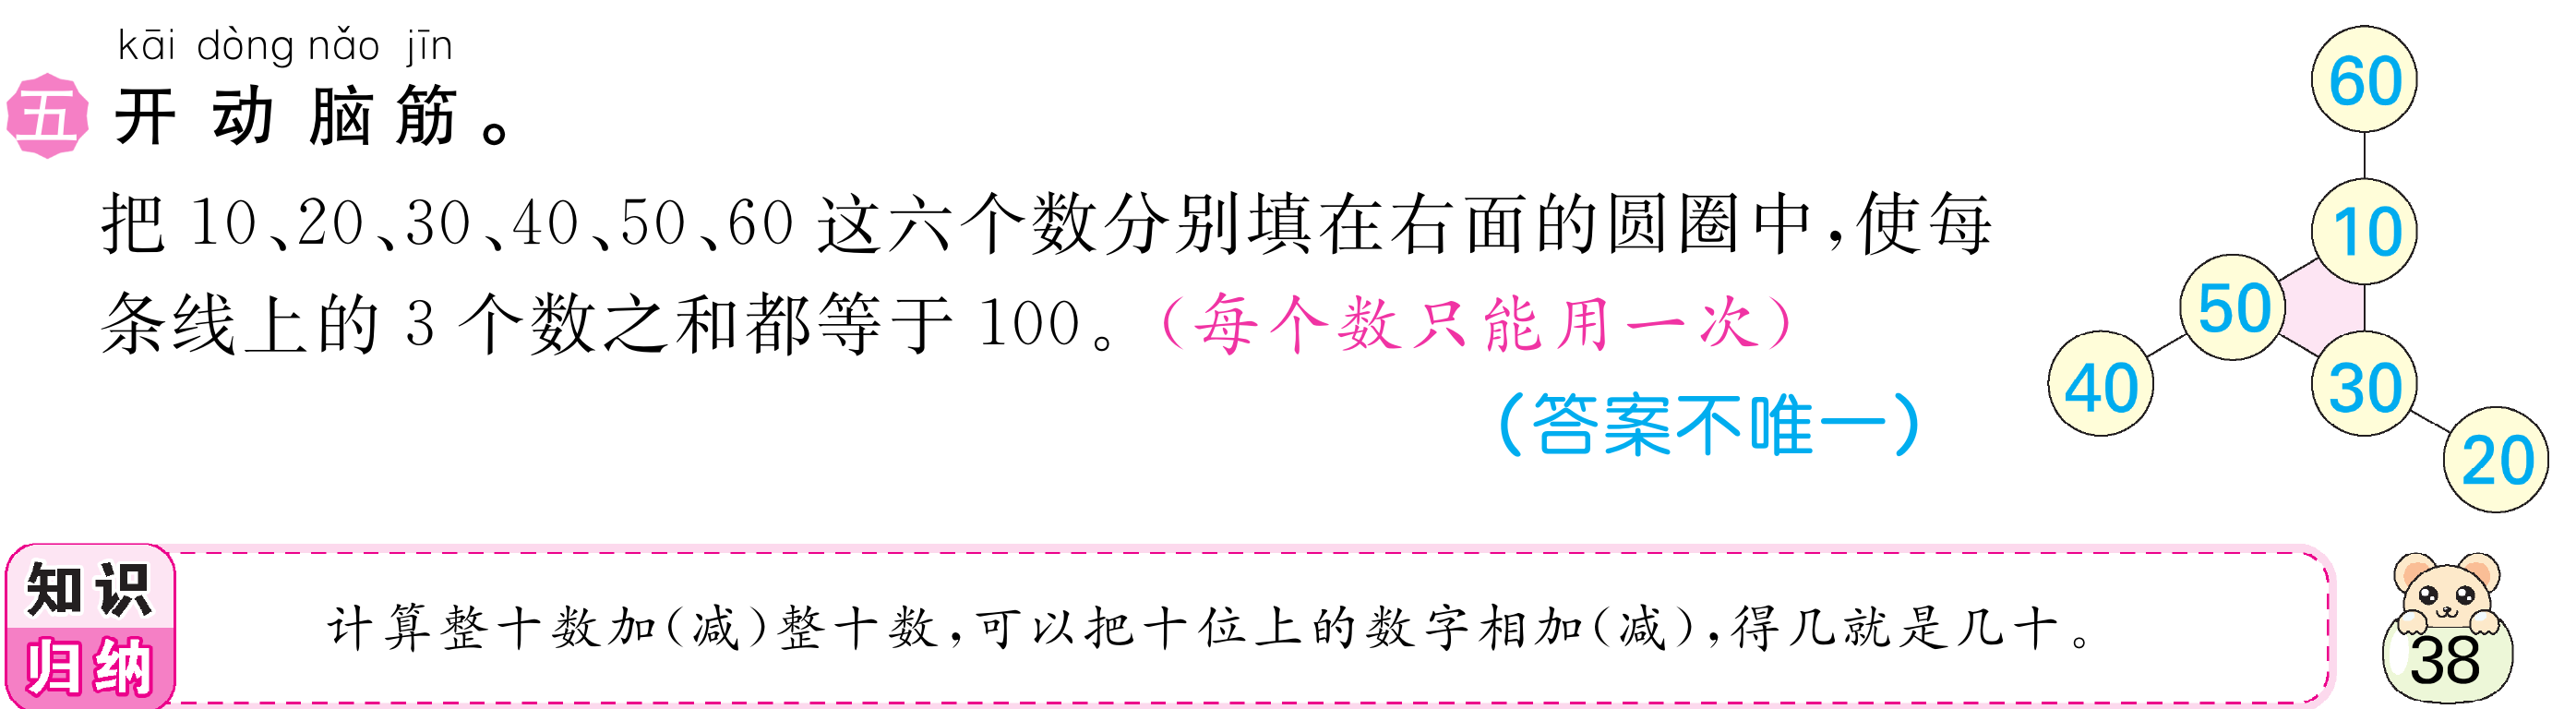 kāi dòng nǎo jīn
五 开动脑筋。
把 10、20、30、40、50、60 这六个数分别填在右面的圆圈中,使每
条线上的 3 个数之和都等于 100。(每个数只能用一次)
(答案不唯一)
60
10
50
40
30
20
知识
归纳
计算整十数加(减)整十数,可以把十位上的数字相加(减),得几就是几十。
38